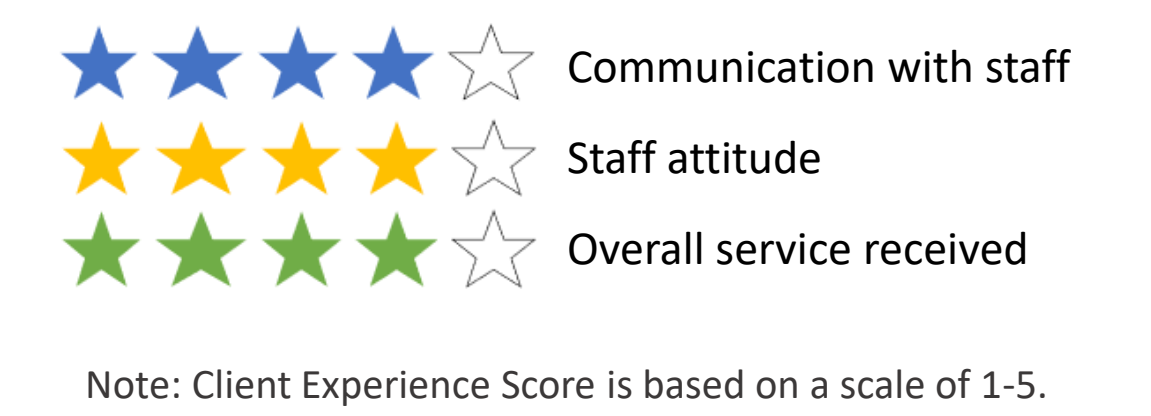 Communication with staff
Staff attitude
Overall service received
Note: Client Experience Score is based on a scale of 1-5.